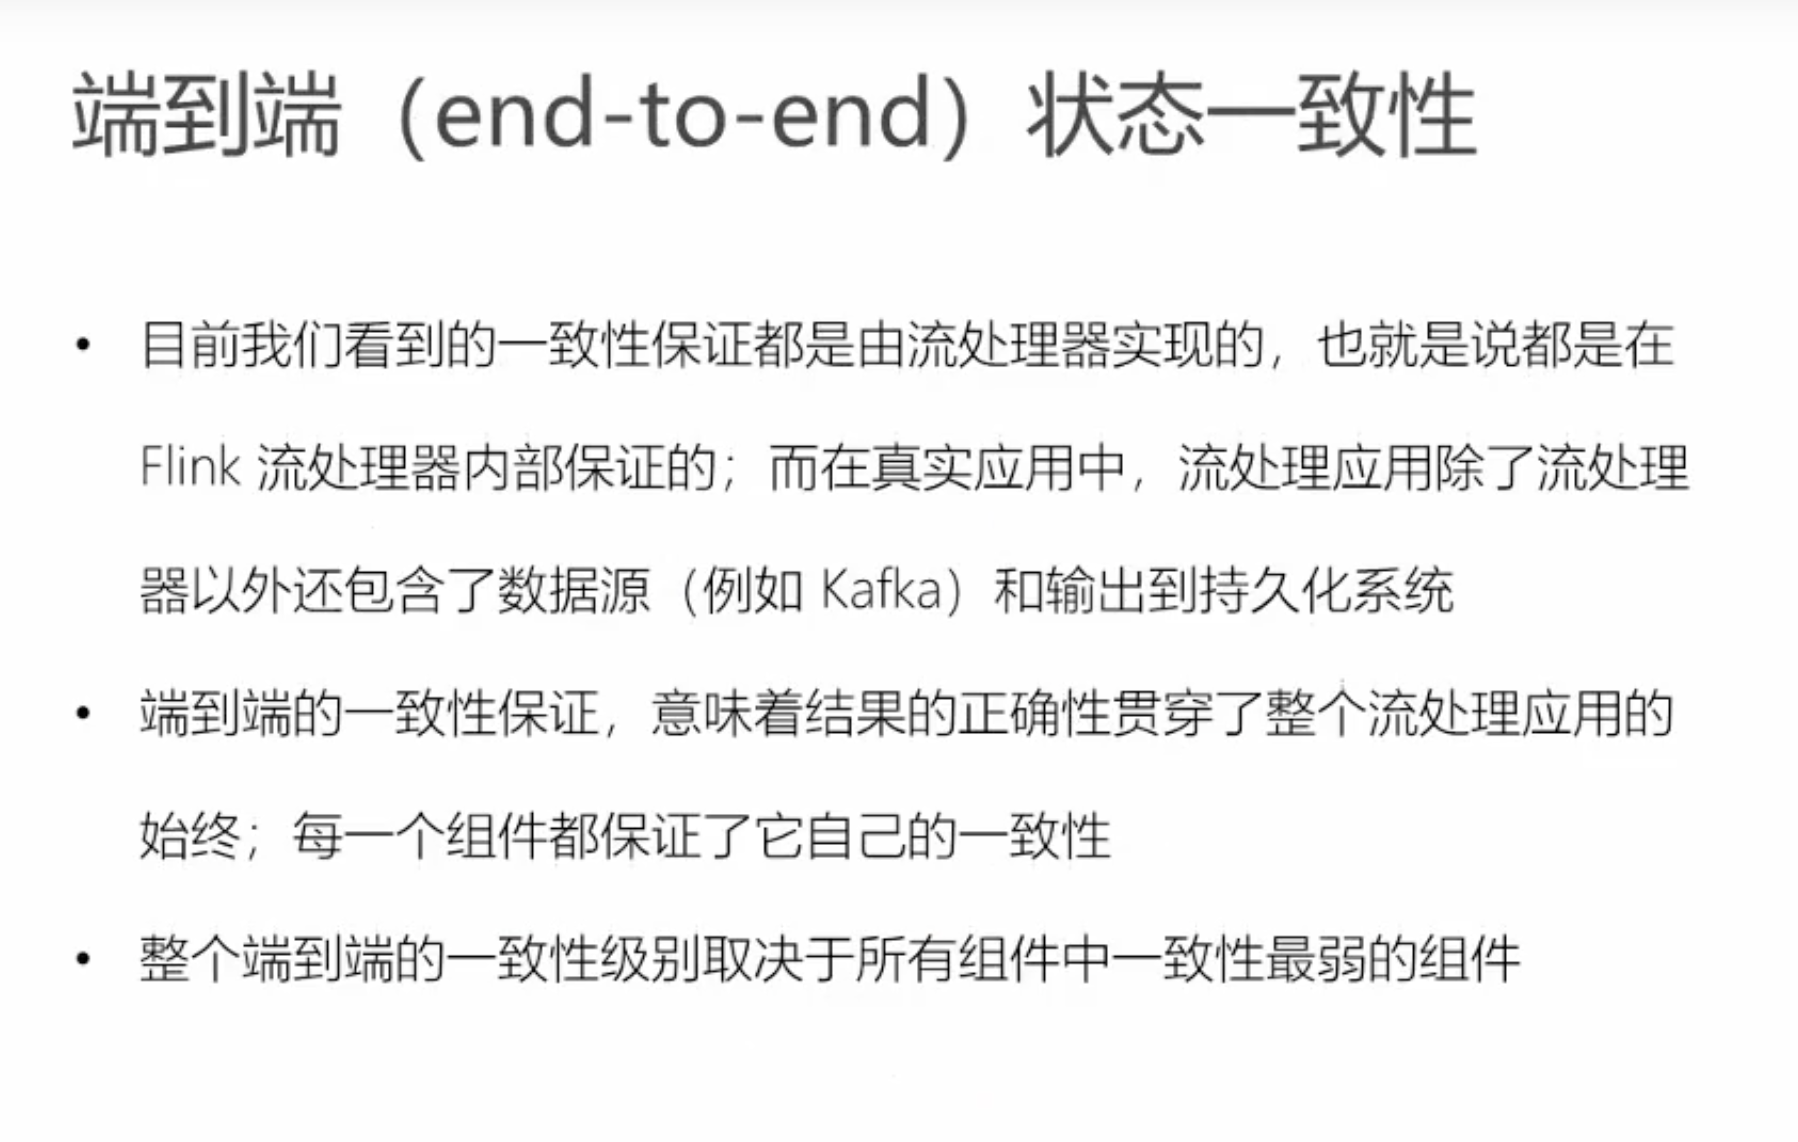 端到端（end-to-end）状态一致性
• 目前我们看到的一致性保证都是由流处理器实现的，也就是说都是在
Flink 流处理器内部保证的；而在真实应用中，流处理应用除了流处理
器以外还包含了数据源（例如 Kafka）和输出到持久化系统
• 端到端的一致性保证，意味着结果的正确性贯穿了整个流处理应用的
始终；每一个组件都保证了它自己的一致性
• 整个端到端的一致性级别取决于所有组件中一致性最弱的组件